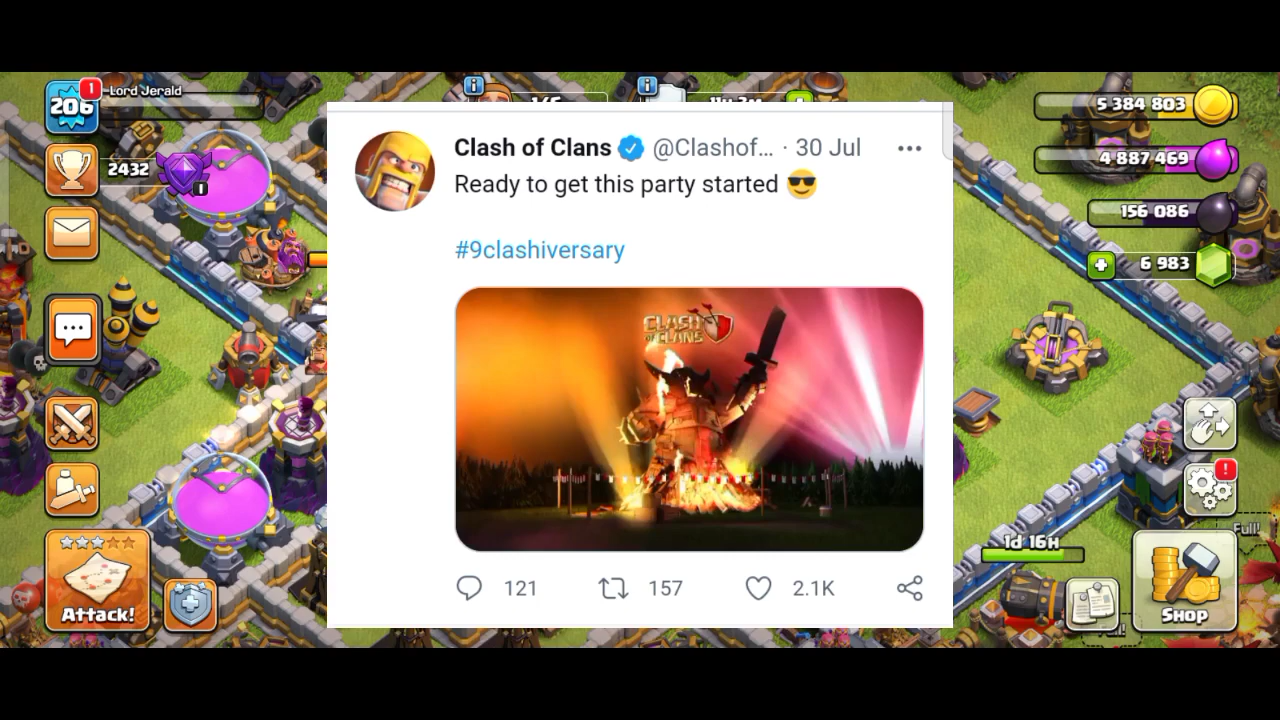 206
1
Lord Jerald
2432
5 384 803
4 887 469
156 086
6 983
Clash of Clans @Clashof... · 30 Jul
Ready to get this party started 😎
#9clashiversary
CLASH
OF CLANS
121
157
2.1K
Attack!
1d 16H
!
Full!
Shop